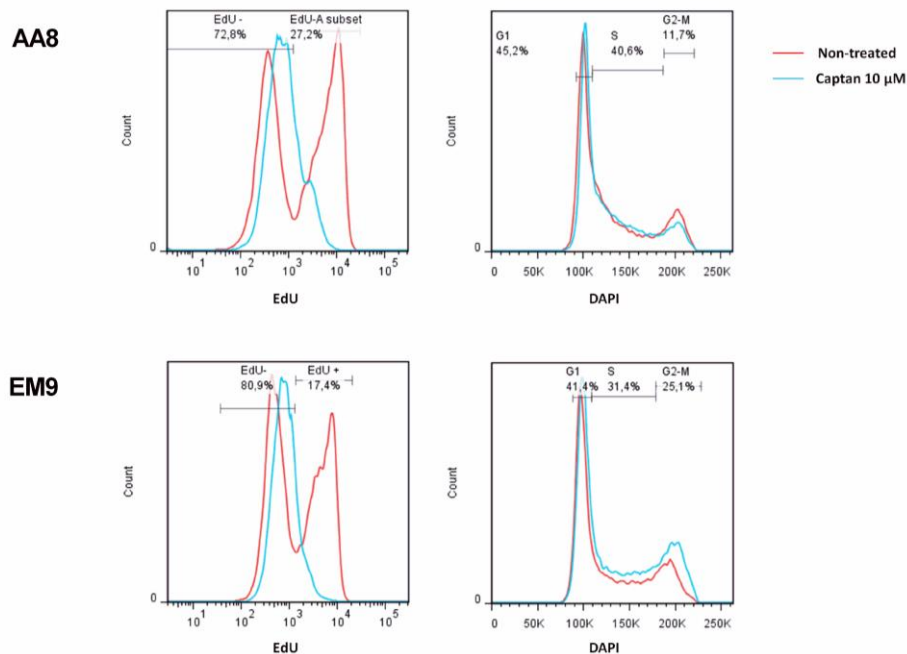 AA8
EdU - EdU-A subset
72,8% 27,2%
Count
0
10¹ 10² 10³ 10⁴ 10⁵
EdU
G2-M
G1 S 11,7%
45,2% 40,6%
Count
0
0 50K 100K 150K 200K 250K
DAPI
Non-treated
Captan 10 µM
EM9
EdU- EdU +
80,9% 17,4%
Count
0
10¹ 10² 10³ 10⁴ 10⁵
EdU
G1 S G2-M
41,4% 31,4% 25,1%
Count
0
0 50K 100K 150K 200K 250K
DAPI